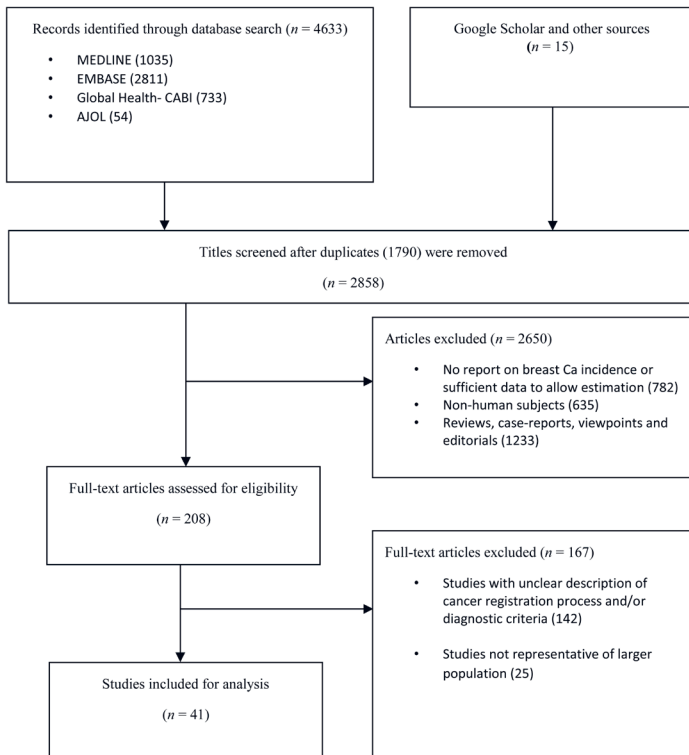 Records identified through database search (n = 4633)
• MEDLINE (1035)
• EMBASE (2811)
• Global Health- CABI (733)
• AJOL (54)
Google Scholar and other sources
(n = 15)
Titles screened after duplicates (1790) were removed
(n = 2858)
Articles excluded (n = 2650)
• No report on breast Ca incidence or
sufficient data to allow estimation (782)
• Non-human subjects (635)
• Reviews, case-reports, viewpoints and
editorials (1233)
Full-text articles assessed for eligibility
(n = 208)
Full-text articles excluded (n = 167)
• Studies with unclear description of
cancer registration process and/or
diagnostic criteria (142)
• Studies not representative of larger
population (25)
Studies included for analysis
(n = 41)